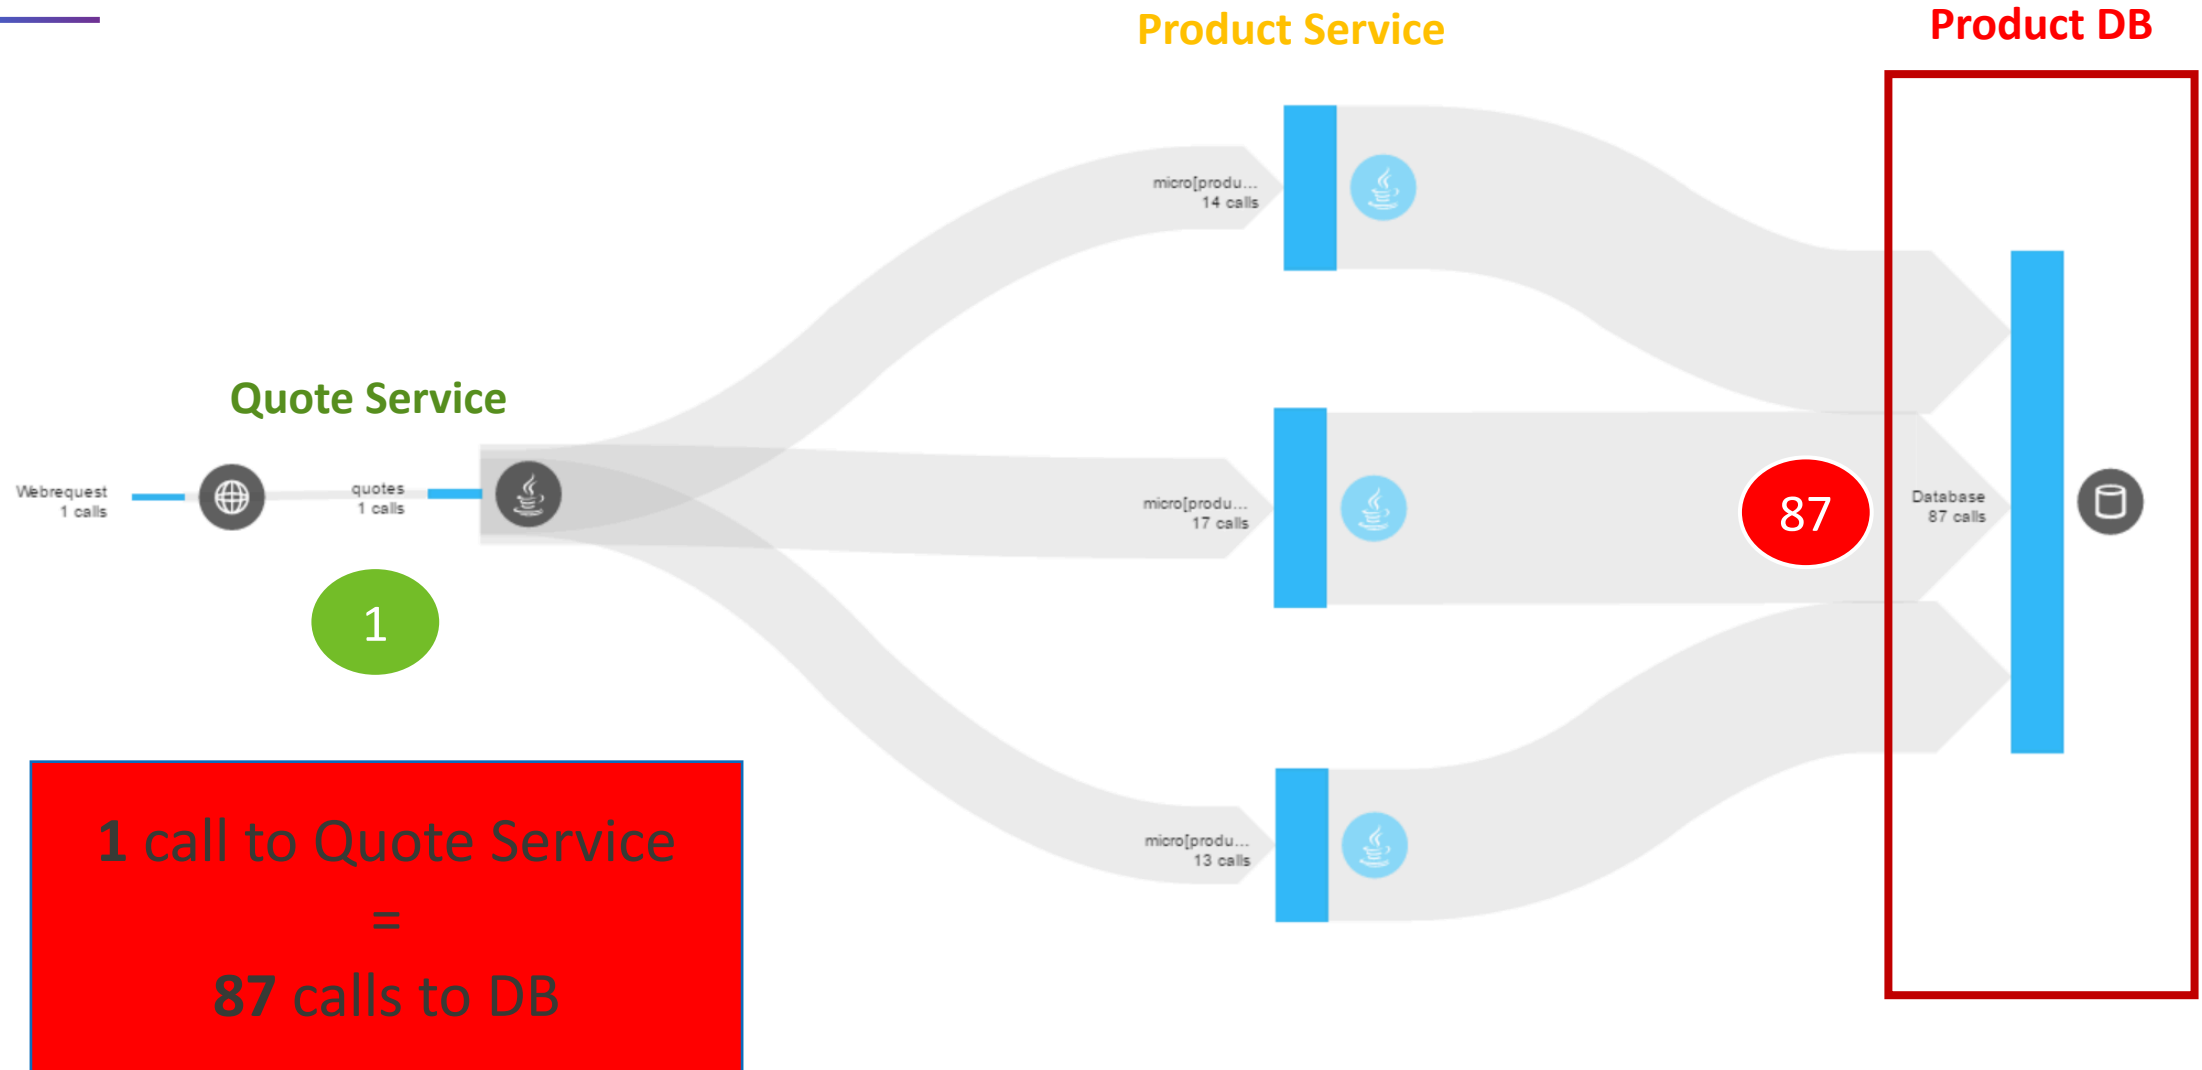 Product Service
Product DB
micro[produ...
14 calls
Quote Service
Webrequest
1 calls
quotes
1 calls
micro[produ...
17 calls
87
Database
87 calls
1
micro[produ...
13 calls
1 call to Quote Service
=
87 calls to DB